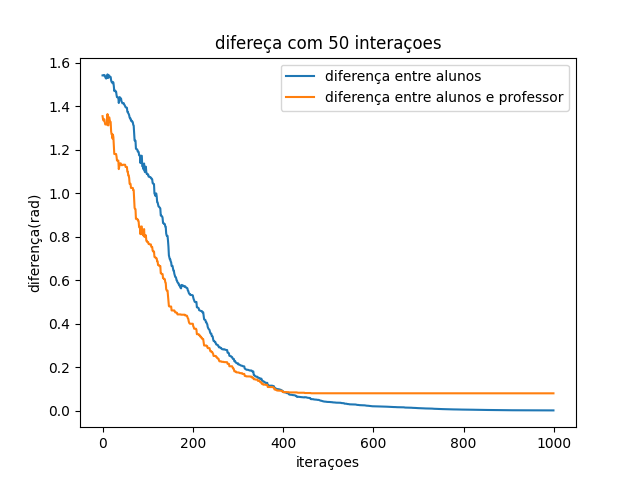 difereça com 50 interaçoes
diferença entre alunos
diferença entre alunos e professor
diferença(rad)
1.6
1.4
1.2
1.0
0.8
0.6
0.4
0.2
0.0
0 200 400 600 800 1000
iteraçoes